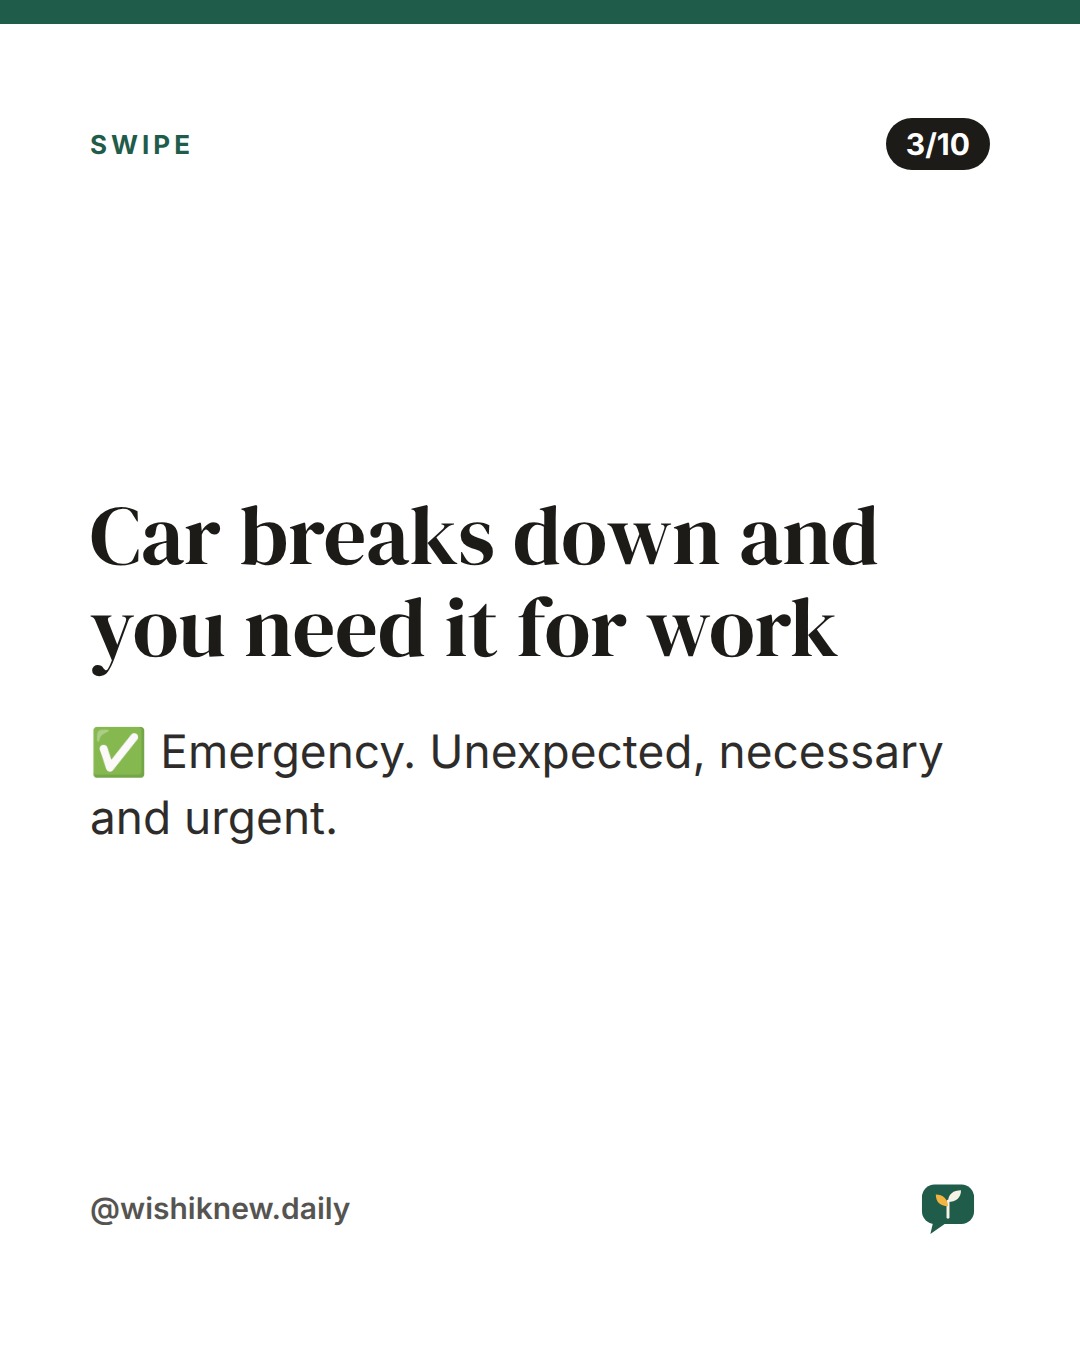 SWIPE
3/10
Car breaks down and
you need it for work
✅ Emergency. Unexpected, necessary
and urgent.
@wishiknew.daily